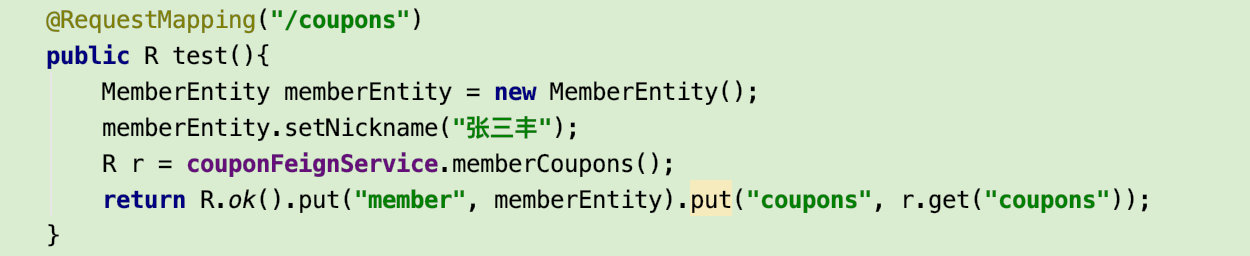 @RequestMapping("/coupons")
public R test(){
    MemberEntity memberEntity = new MemberEntity();
    memberEntity.setNickname("张三丰");
    R r = couponFeignService.memberCoupons();
    return R.ok().put("member", memberEntity).put("coupons", r.get("coupons"));
}